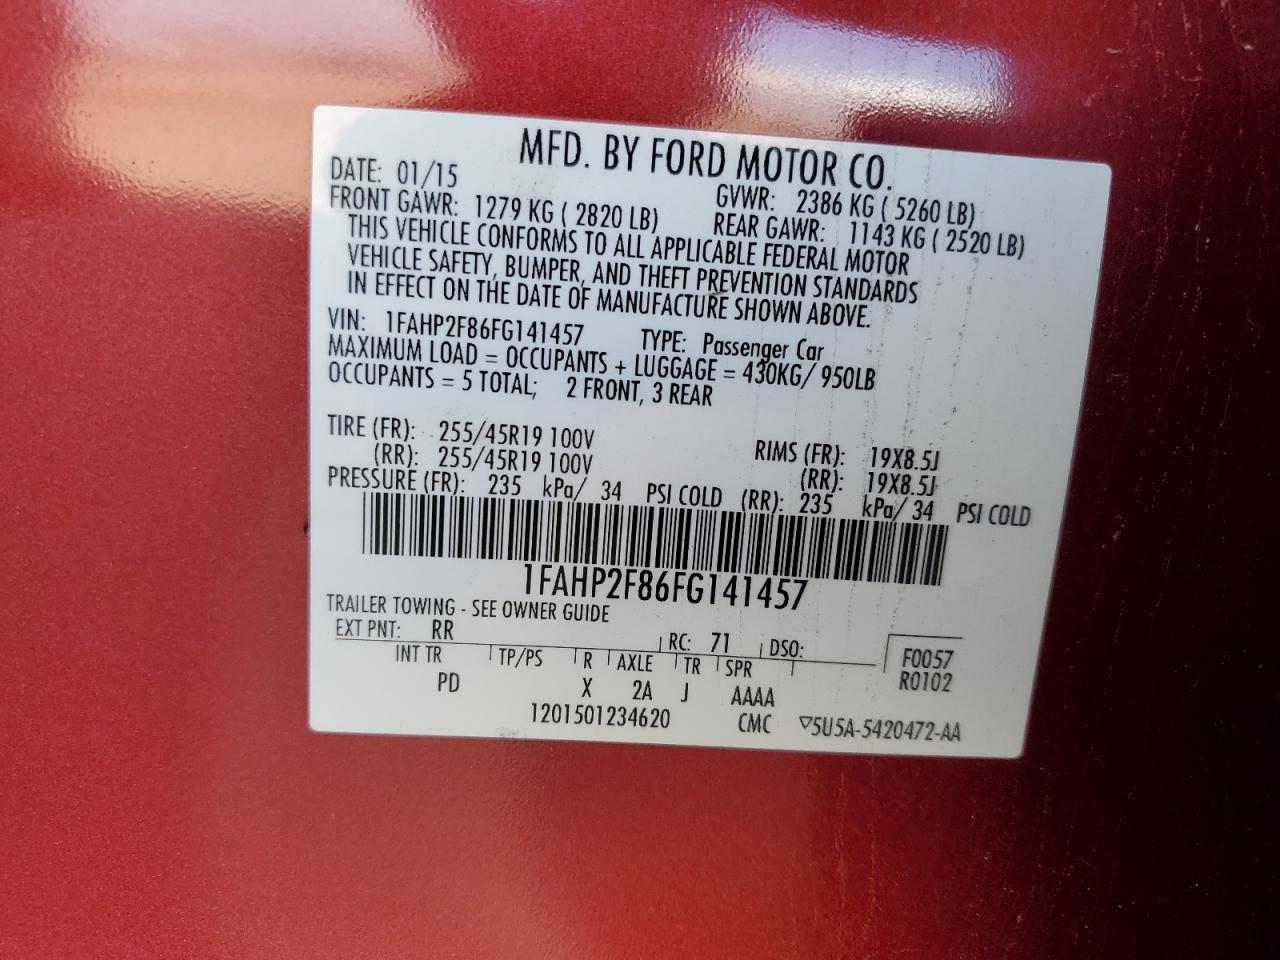 MFD. BY FORD MOTOR CO.
DATE: 01/15 GVWR: 2386 KG ( 5260 LB)
FRONT GAWR: 1279 KG ( 2820 LB) REAR GAWR: 1143 KG ( 2520 LB)
THIS VEHICLE CONFORMS TO ALL APPLICABLE FEDERAL MOTOR
VEHICLE SAFETY, BUMPER, AND THEFT PREVENTION STANDARDS
IN EFFECT ON THE DATE OF MANUFACTURE SHOWN ABOVE.
VIN: 1FAHP2F86FG141457 TYPE: Passenger Car
MAXIMUM LOAD = OCCUPANTS + LUGGAGE = 430KG/ 950LB
OCCUPANTS = 5 TOTAL; 2 FRONT, 3 REAR
TIRE (FR): 255/45R19 100V RIMS (FR): 19X8.5J
(RR): 255/45R19 100V (RR): 19X8.5J
PRESSURE (FR): 235 kPa/ 34 PSI COLD (RR): 235 kPa/ 34 PSI COLD
1FAHP2F86FG141457
TRAILER TOWING - SEE OWNER GUIDE
EXT PNT: RR RC: 71 DSO: F0057
INT TR TP/PS R AXLE TR SPR R0102
PD X 2A J AAAA
1201501234620 CMC ▽5U5A-5420472-AA